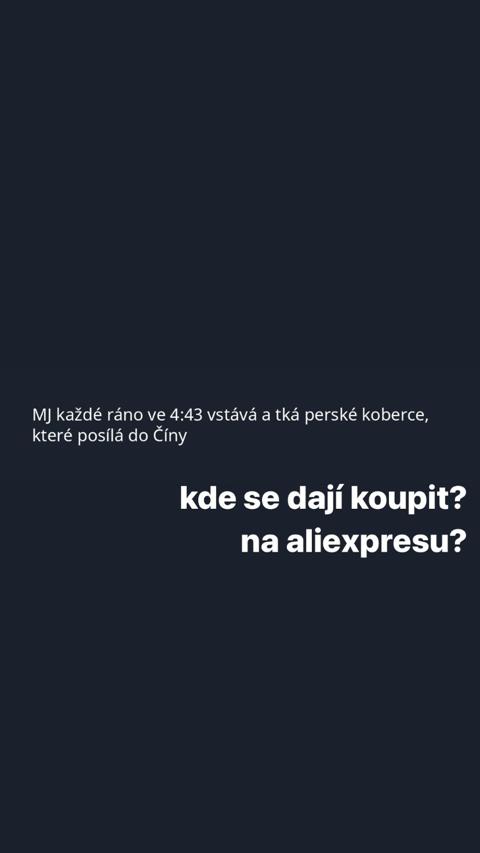 MJ každé ráno ve 4:43 vstává a tká perské koberce,
které posílá do Číny
kde se dají koupit?
na aliexpresu?